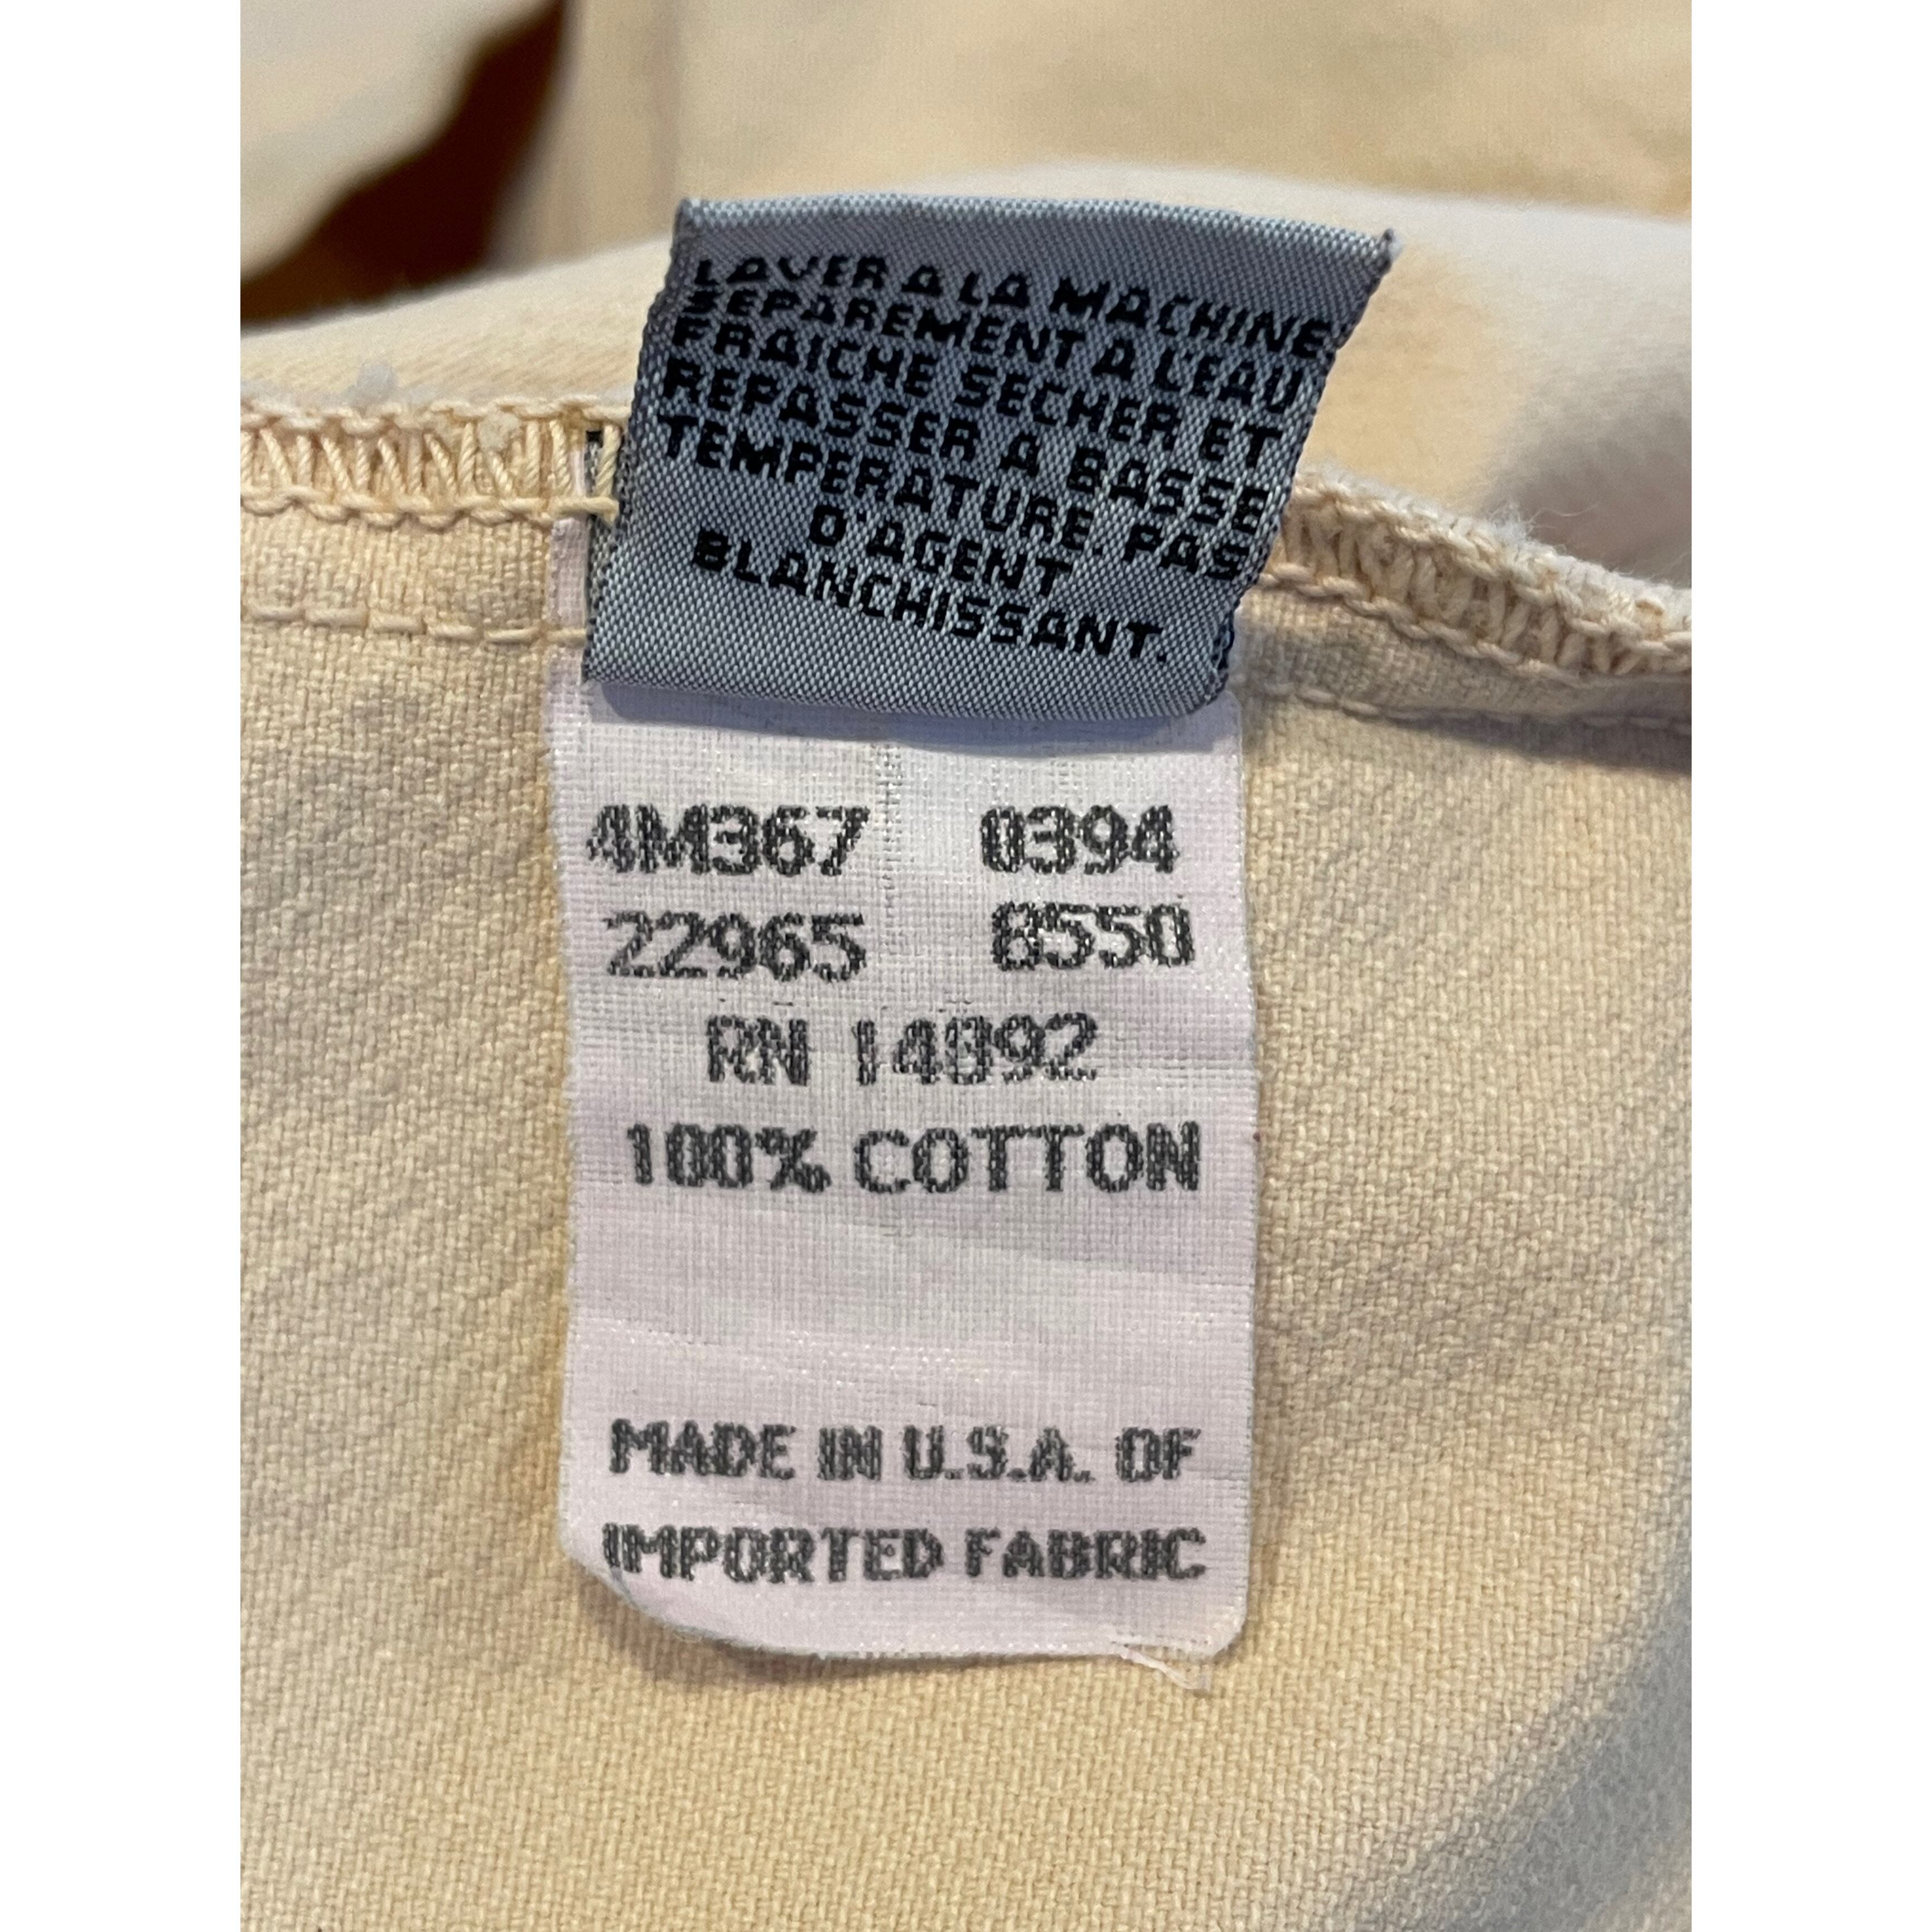 LAVER A LA MACHINE
SEPAREMENT A L'EAU
FRAICHE SECHER ET
REPASSER A BASSE
TEMPERATURE. PAS
D'AGENT
BLANCHISSANT.
4M367 0394
22965 8550
RN 14892
100% COTTON
MADE IN U.S.A. OF
IMPORTED FABRIC